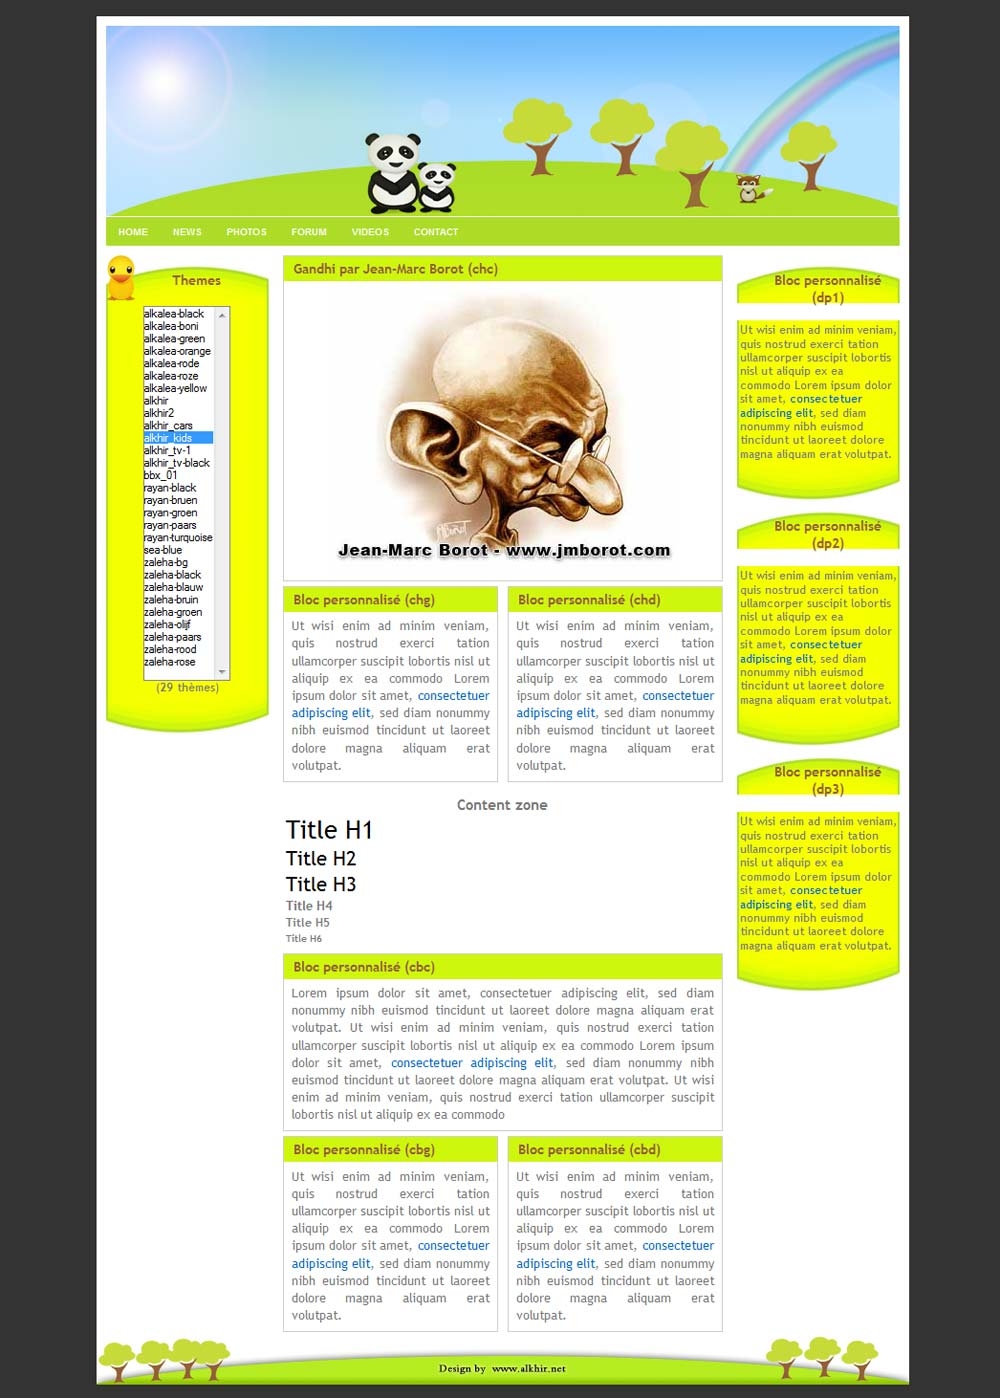 HOME NEWS PHOTOS FORUM VIDEOS CONTACT
Themes
alkalea-black
alkalea-boni
alkalea-green
alkalea-orange
alkalea-rode
alkalea-roze
alkalea-yellow
alkhir
alkhir2
alkhir_cars
alkhir_kids
alkhir_tv-1
alkhir_tv-black
bbx_01
rayan-black
rayan-bruen
rayan-groen
rayan-paars
rayan-turquoise
sea-blue
zaleha-bg
zaleha-black
zaleha-blauw
zaleha-bruin
zaleha-groen
zaleha-olijf
zaleha-paars
zaleha-rood
zaleha-rose
(29 thèmes)
Gandhi par Jean-Marc Borot (chc)
Jean-Marc Borot - www.jmborot.com
Bloc personnalisé (chg)
Ut wisi enim ad minim veniam,
quis nostrud exerci tation
ullamcorper suscipit lobortis nisl ut
aliquip ex ea commodo Lorem
ipsum dolor sit amet, consectetuer
adipiscing elit, sed diam nonummy
nibh euismod tincidunt ut laoreet
dolore magna aliquam erat
volutpat.
Bloc personnalisé (chd)
Ut wisi enim ad minim veniam,
quis nostrud exerci tation
ullamcorper suscipit lobortis nisl ut
aliquip ex ea commodo Lorem
ipsum dolor sit amet, consectetuer
adipiscing elit, sed diam nonummy
nibh euismod tincidunt ut laoreet
dolore magna aliquam erat
volutpat.
Content zone
Title H1
Title H2
Title H3
Title H4
Title H5
Title H6
Bloc personnalisé (cbc)
Lorem ipsum dolor sit amet, consectetuer adipiscing elit, sed diam
nonummy nibh euismod tincidunt ut laoreet dolore magna aliquam erat
volutpat. Ut wisi enim ad minim veniam, quis nostrud exerci tation
ullamcorper suscipit lobortis nisl ut aliquip ex ea commodo Lorem ipsum
dolor sit amet, consectetuer adipiscing elit, sed diam nonummy nibh
euismod tincidunt ut laoreet dolore magna aliquam erat volutpat. Ut wisi
enim ad minim veniam, quis nostrud exerci tation ullamcorper suscipit
lobortis nisl ut aliquip ex ea commodo
Bloc personnalisé (cbg)
Ut wisi enim ad minim veniam,
quis nostrud exerci tation
ullamcorper suscipit lobortis nisl ut
aliquip ex ea commodo Lorem
ipsum dolor sit amet, consectetuer
adipiscing elit, sed diam nonummy
nibh euismod tincidunt ut laoreet
dolore magna aliquam erat
volutpat.
Bloc personnalisé (cbd)
Ut wisi enim ad minim veniam,
quis nostrud exerci tation
ullamcorper suscipit lobortis nisl ut
aliquip ex ea commodo Lorem
ipsum dolor sit amet, consectetuer
adipiscing elit, sed diam nonummy
nibh euismod tincidunt ut laoreet
dolore magna aliquam erat
volutpat.
Bloc personnalisé
(dp1)
Ut wisi enim ad minim veniam,
quis nostrud exerci tation
ullamcorper suscipit lobortis
nisl ut aliquip ex ea
commodo Lorem ipsum dolor
sit amet, consectetuer
adipiscing elit, sed diam
nonummy nibh euismod
tincidunt ut laoreet dolore
magna aliquam erat volutpat.
Bloc personnalisé
(dp2)
Ut wisi enim ad minim veniam,
quis nostrud exerci tation
ullamcorper suscipit lobortis
nisl ut aliquip ex ea
commodo Lorem ipsum dolor
sit amet, consectetuer
adipiscing elit, sed diam
nonummy nibh euismod
tincidunt ut laoreet dolore
magna aliquam erat volutpat.
Bloc personnalisé
(dp3)
Ut wisi enim ad minim veniam,
quis nostrud exerci tation
ullamcorper suscipit lobortis
nisl ut aliquip ex ea
commodo Lorem ipsum dolor
sit amet, consectetuer
adipiscing elit, sed diam
nonummy nibh euismod
tincidunt ut laoreet dolore
magna aliquam erat volutpat.
Design by www.alkhir.net